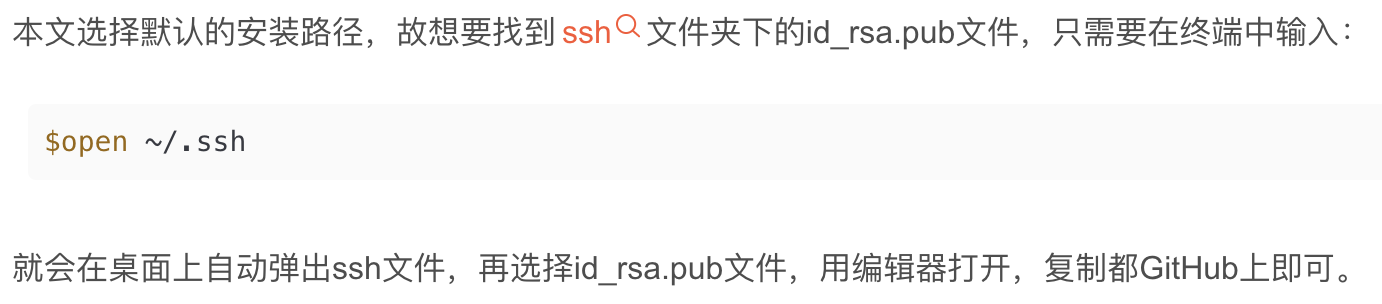 本文选择默认的安装路径，故想要找到 ssh 文件夹下的id_rsa.pub文件，只需要在终端中输入：
$open ~/.ssh
就会在桌面上自动弹出ssh文件，再选择id_rsa.pub文件，用编辑器打开，复制都GitHub上即可。